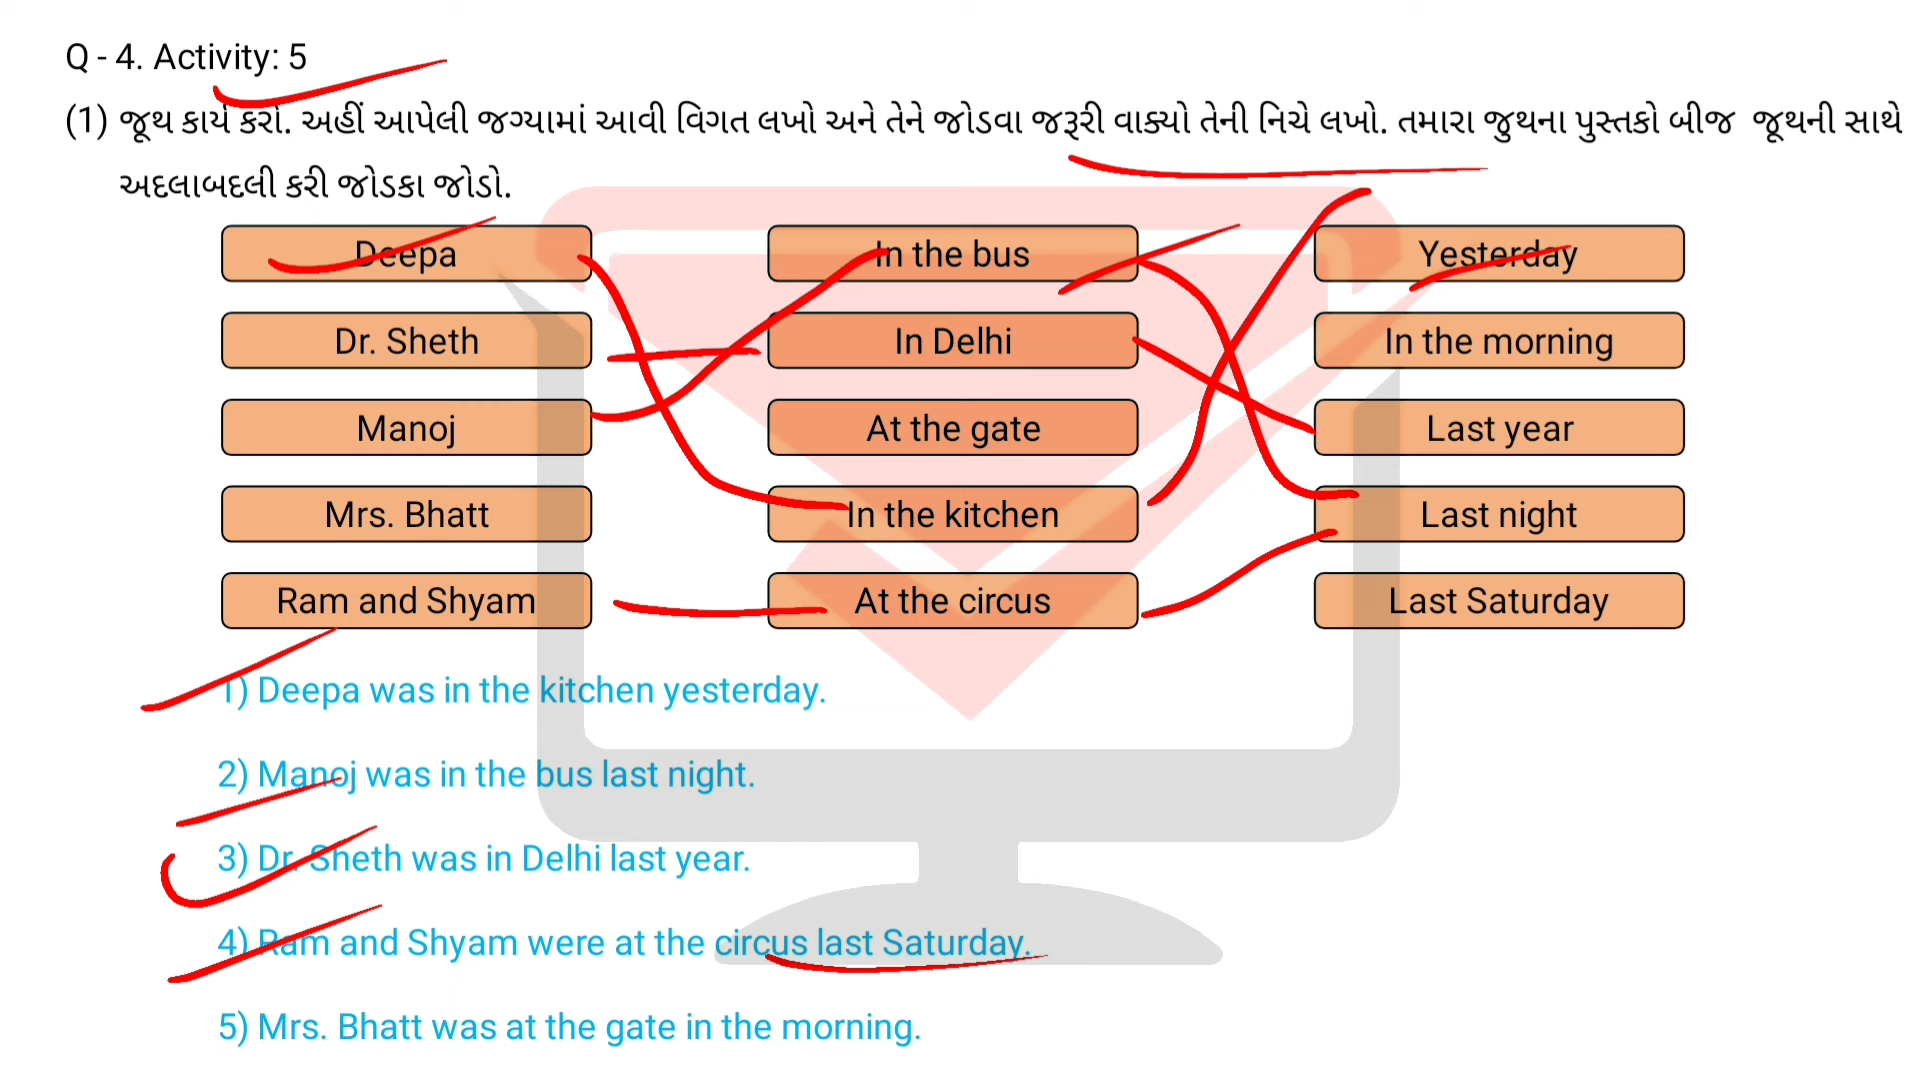 Q - 4. Activity: 5
(1) જૂથ કાર્ય કરો. અહીં આપેલી જગ્યામાં આવી વિગત લખો અને તેને જોડવા જરૂરી વાક્યો તેની નિચે લખો. તમારા જુથના પુસ્તકો બીજ જૂથની સાથે
અદલાબદલી કરી જોડકા જોડો.
Deepa In the bus Yesterday
Dr. Sheth In Delhi In the morning
Manoj At the gate Last year
Mrs. Bhatt In the kitchen Last night
Ram and Shyam At the circus Last Saturday
1) Deepa was in the kitchen yesterday.
2) Manoj was in the bus last night.
3) Dr. Sheth was in Delhi last year.
4) Ram and Shyam were at the circus last Saturday.
5) Mrs. Bhatt was at the gate in the morning.